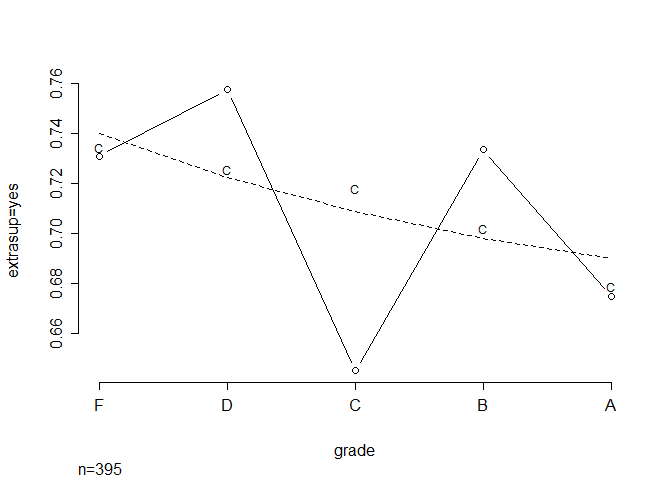 0.76
0.74
0.72
0.70
0.68
0.66
extrasup=yes
C
C
C
C
C
F D C B A
grade
n=395